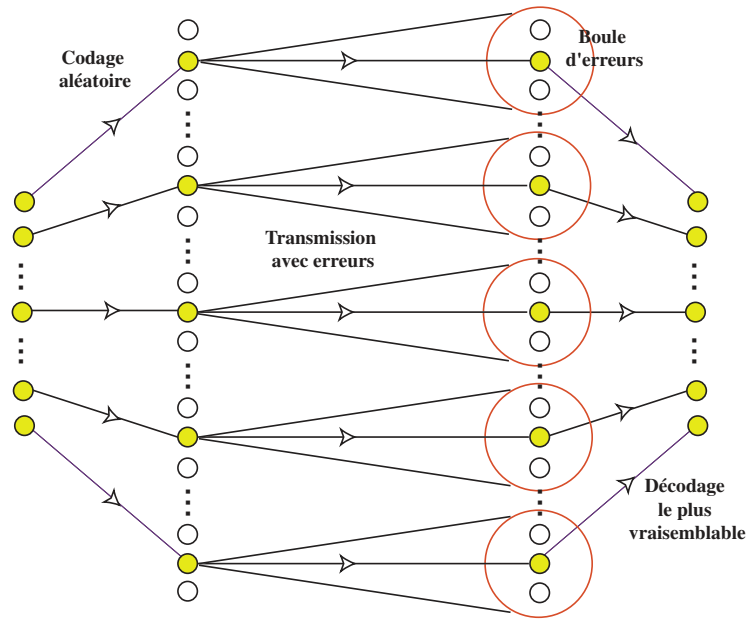 Codage
aléatoire
Boule
d'erreurs
Transmission
avec erreurs
Décodage
le plus
vraisemblable